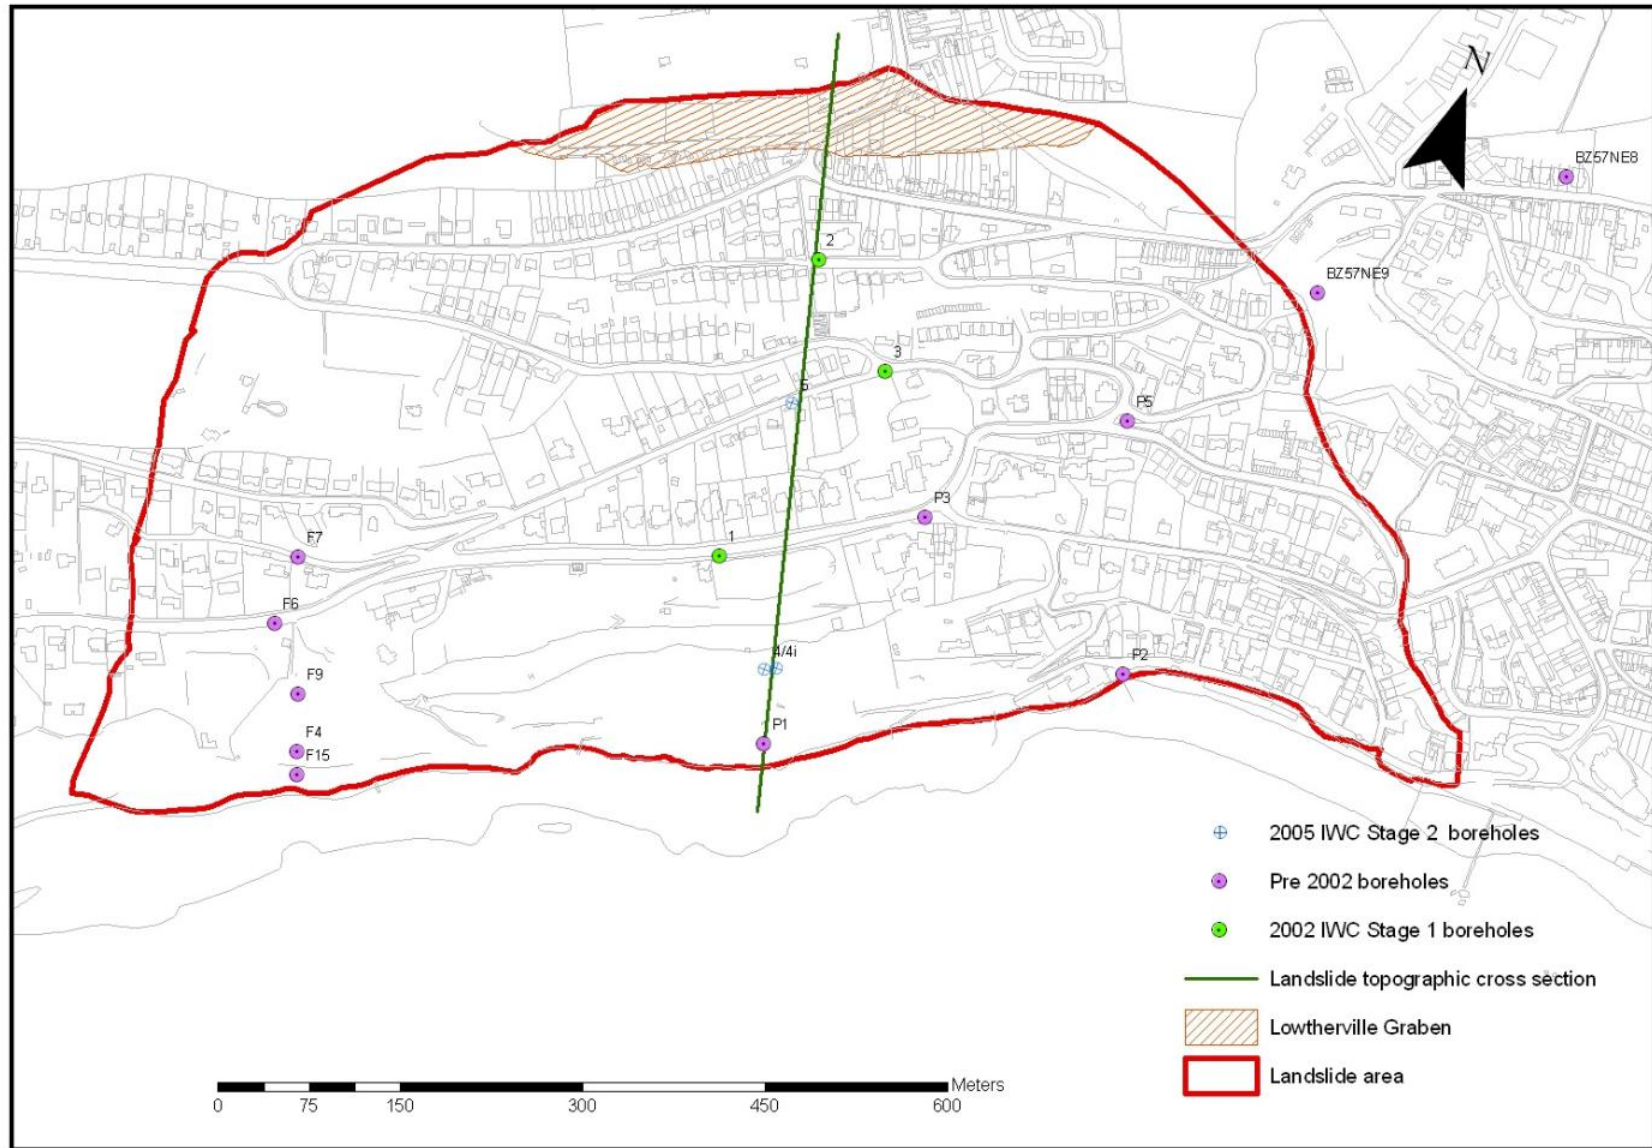 N
BZ57NE8
2
BZ57NE9
3
5
P5
P3
F7
1
F6
4/4i
P2
F9
P1
F4
F15
2005 IWC Stage 2 boreholes
Pre 2002 boreholes
2002 IWC Stage 1 boreholes
Landslide topographic cross section
Lowtherville Graben
Landslide area
Meters
0 75 150 300 450 600